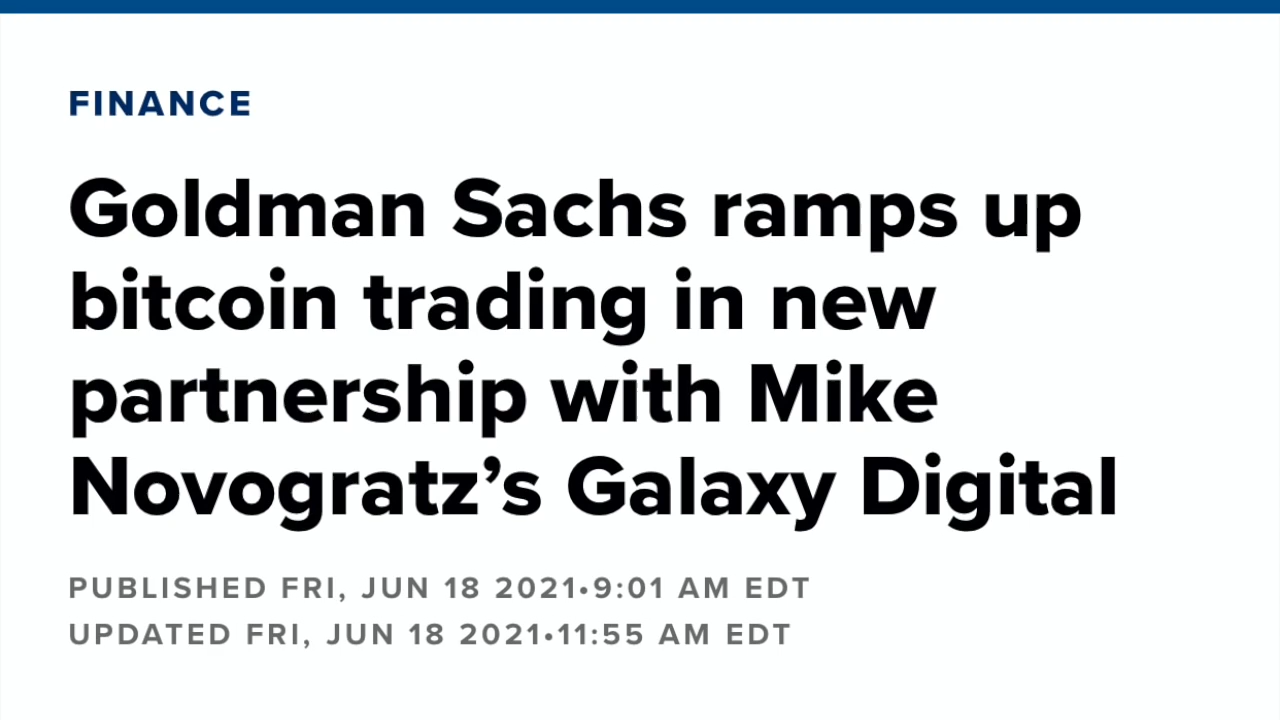 FINANCE
Goldman Sachs ramps up
bitcoin trading in new
partnership with Mike
Novogratz’s Galaxy Digital
PUBLISHED FRI, JUN 18 2021•9:01 AM EDT
UPDATED FRI, JUN 18 2021•11:55 AM EDT